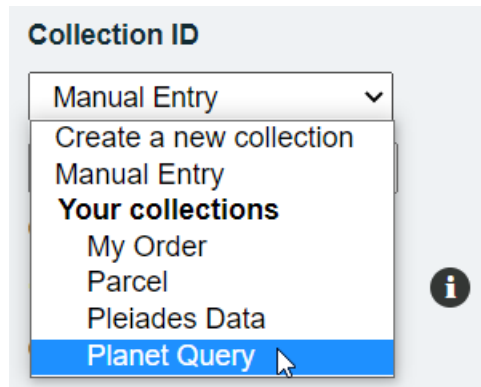 Collection ID
Manual Entry
Create a new collection
Manual Entry
Your collections
My Order
Parcel
Pleiades Data
Planet Query
i